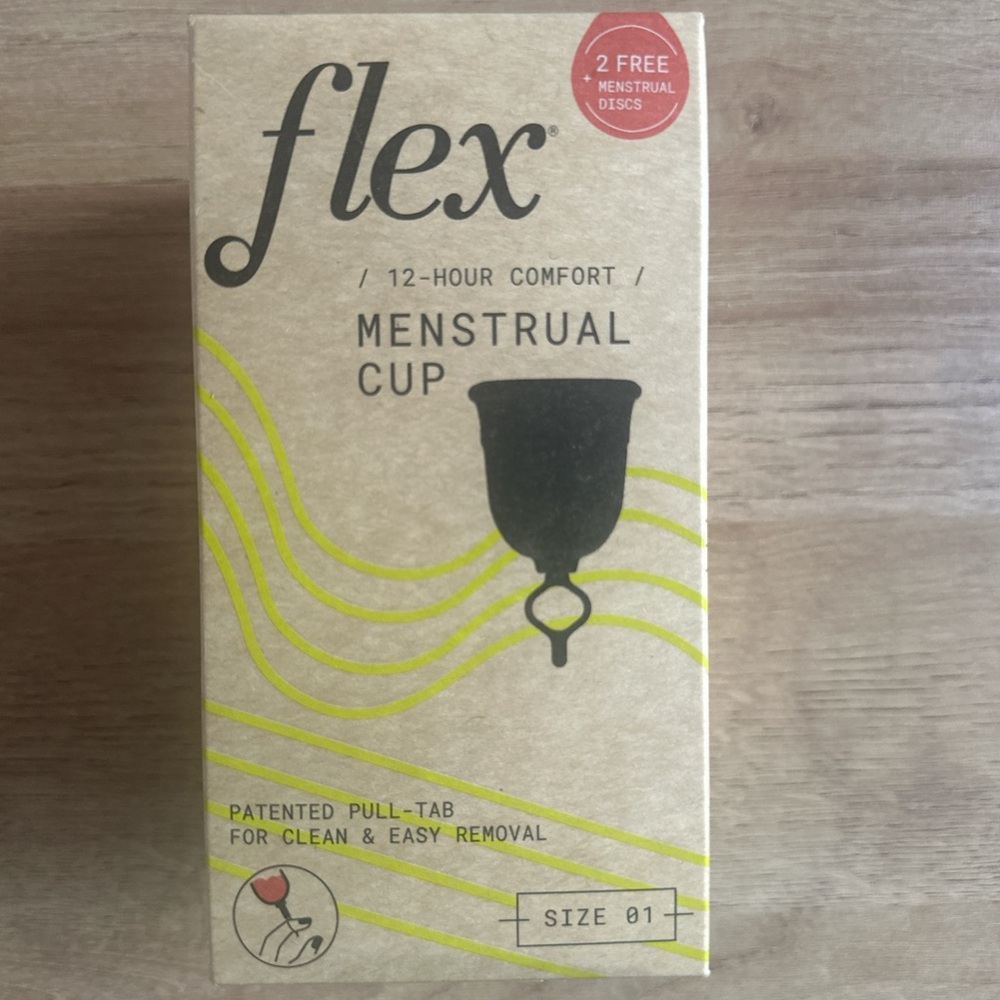 flex®
2 FREE
+ MENSTRUAL
DISCS
/ 12-HOUR COMFORT /
MENSTRUAL
CUP
PATENTED PULL-TAB
FOR CLEAN & EASY REMOVAL
SIZE 01